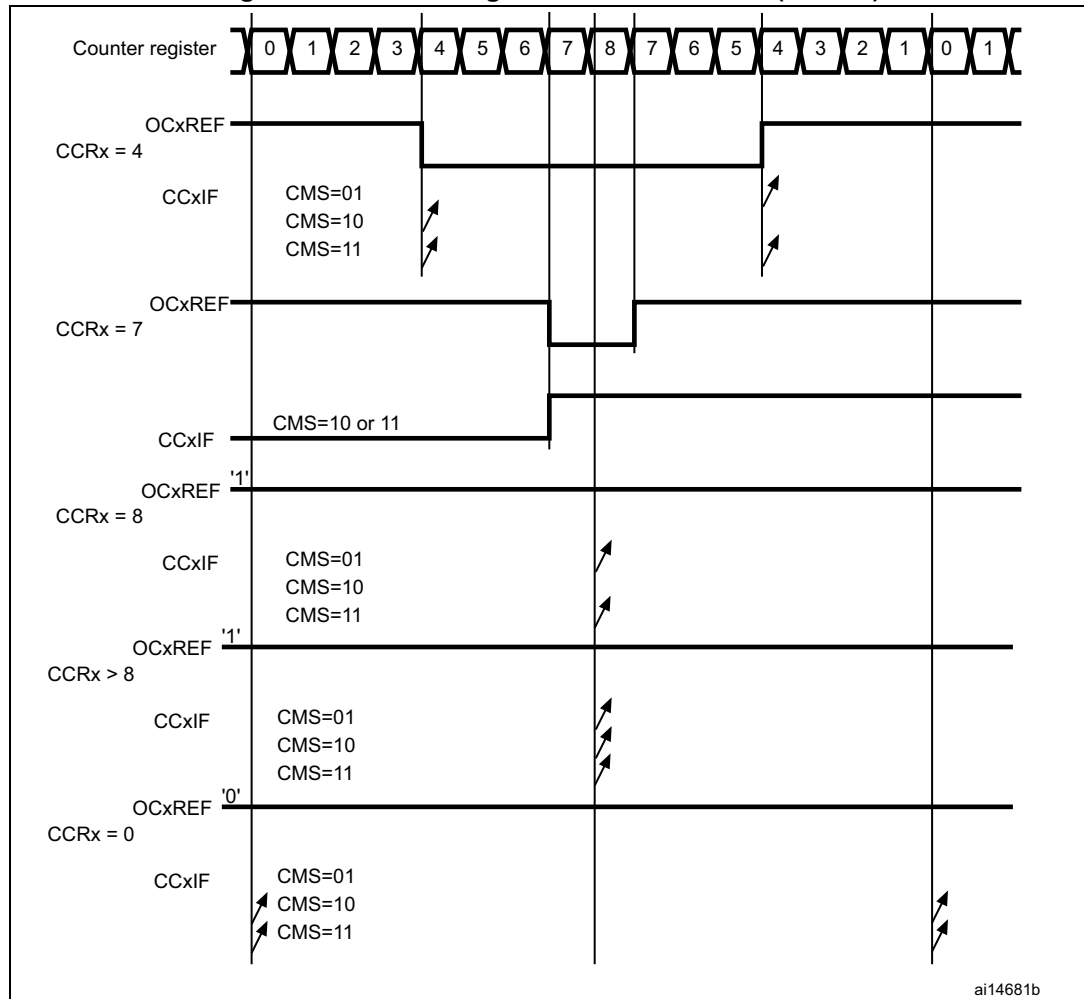 Counter register 0 1 2 3 4 5 6 7 8 7 6 5 4 3 2 1 0 1
OCxREF
CCRx = 4
CCxIF
CMS=01
CMS=10
CMS=11
OCxREF
CCRx = 7
CMS=10 or 11
CCxIF
'1'
OCxREF
CCRx = 8
CCxIF
CMS=01
CMS=10
CMS=11
'1'
OCxREF
CCRx > 8
CCxIF
CMS=01
CMS=10
CMS=11
'0'
OCxREF
CCRx = 0
CCxIF
CMS=01
CMS=10
CMS=11
ai14681b